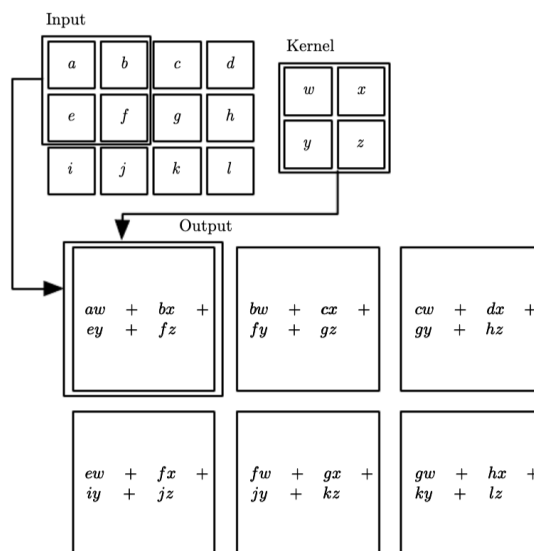 Input
Kernel
a b c d
w x
e f g h
y z
i j k l
Output
aw + bx +
ey + fz
bw + cx +
fy + gz
cw + dx +
gy + hz
ew + fx +
iy + jz
fw + gx +
jy + kz
gw + hx +
ky + lz